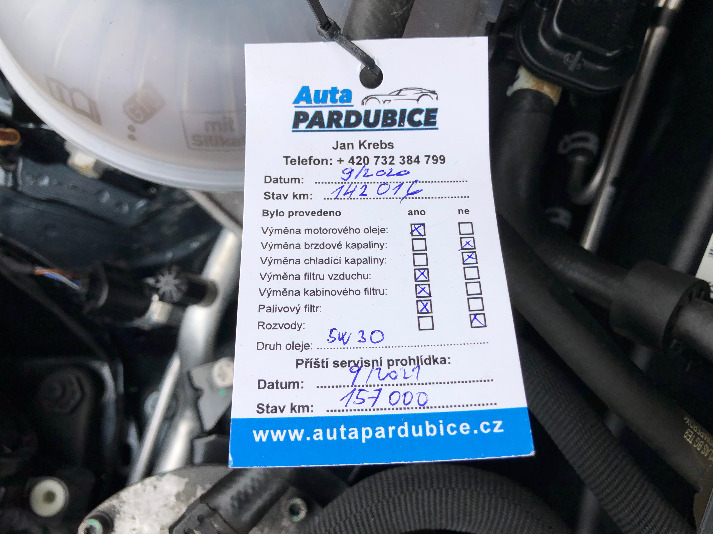 mit
Auta
PARDUBICE
Jan Krebs
Telefon: + 420 732 384 799
Datum: 9/2020
Stav km: 142 016
Bylo provedeno ano ne
Výměna motorového oleje:
Výměna brzdové kapaliny:
Výměna chladící kapaliny:
Výměna filtru vzduchu:
Výměna kabinového filtru:
Palivový filtr:
Rozvody:
Druh oleje: 5W30
Příští servisní prohlídka:
Datum: 9/2021
Stav km: 157 000
www.autapardubice.cz